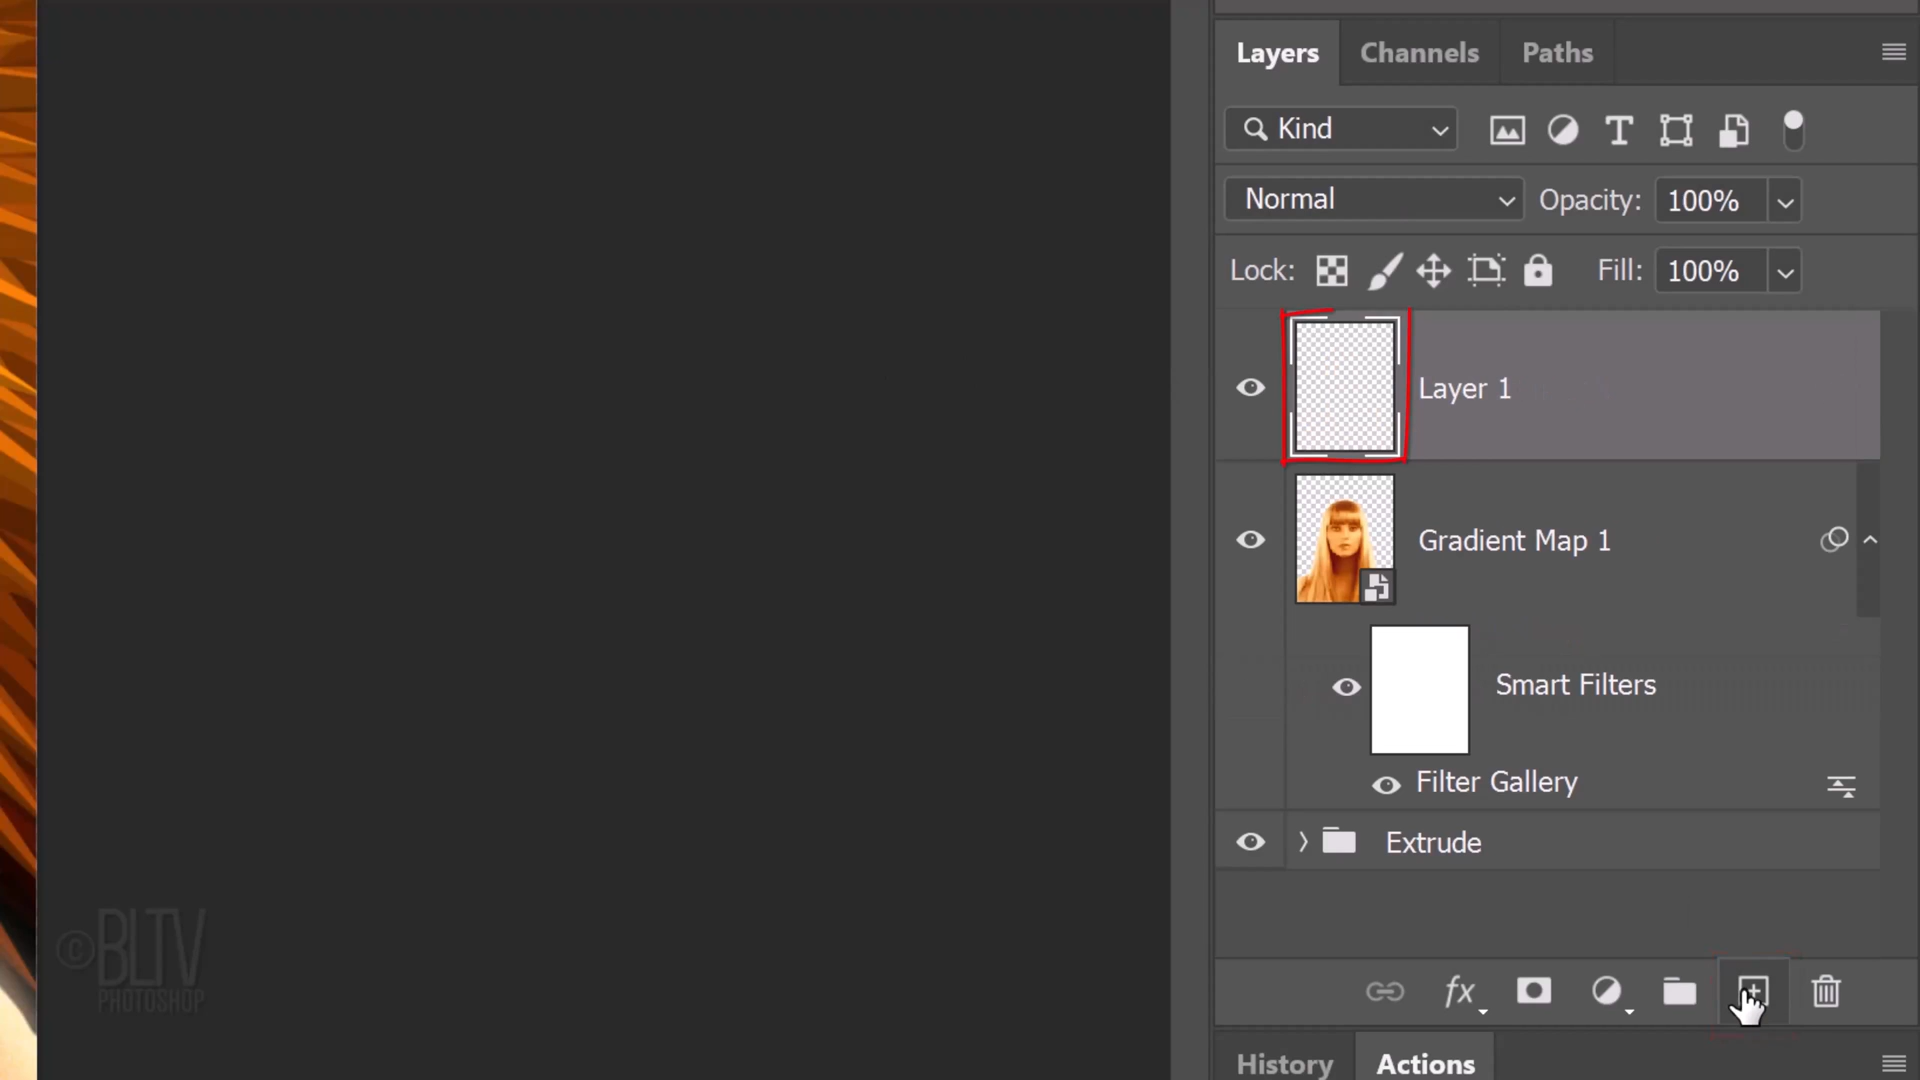 Layers Channels Paths
Kind
Normal Opacity: 100%
Lock: Fill: 100%
Layer 1
Gradient Map 1
Smart Filters
Filter Gallery
Extrude
© BLTV
PHOTOSHOP
fx
History Actions